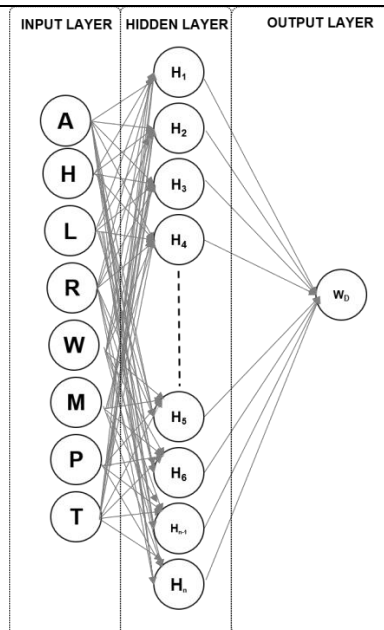 INPUT LAYER HIDDEN LAYER OUTPUT LAYER
A
H
L
R
W
M
P
T
H1
H2
H3
H4
H5
H6
Hn-1
Hn
WD